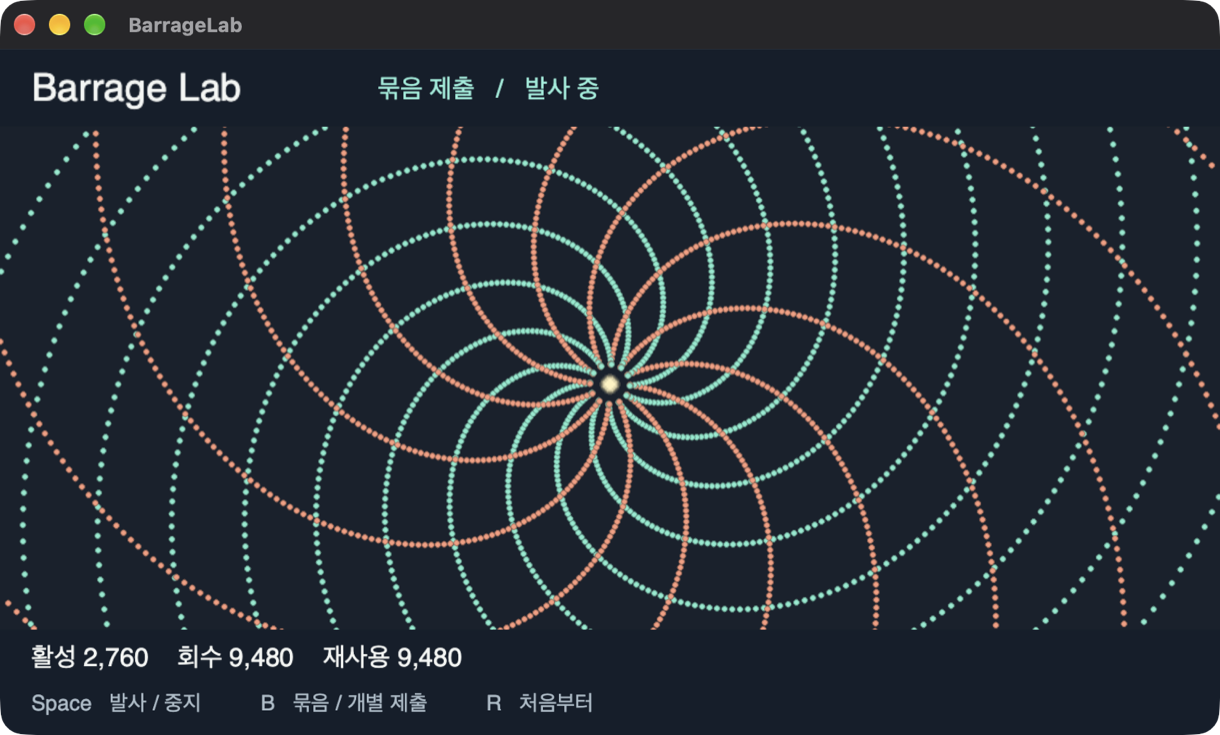 BarrageLab
Barrage Lab 묶음 제출 / 발사 중
활성 2,760 회수 9,480 재사용 9,480
Space 발사 / 중지 B 묶음 / 개별 제출 R 처음부터